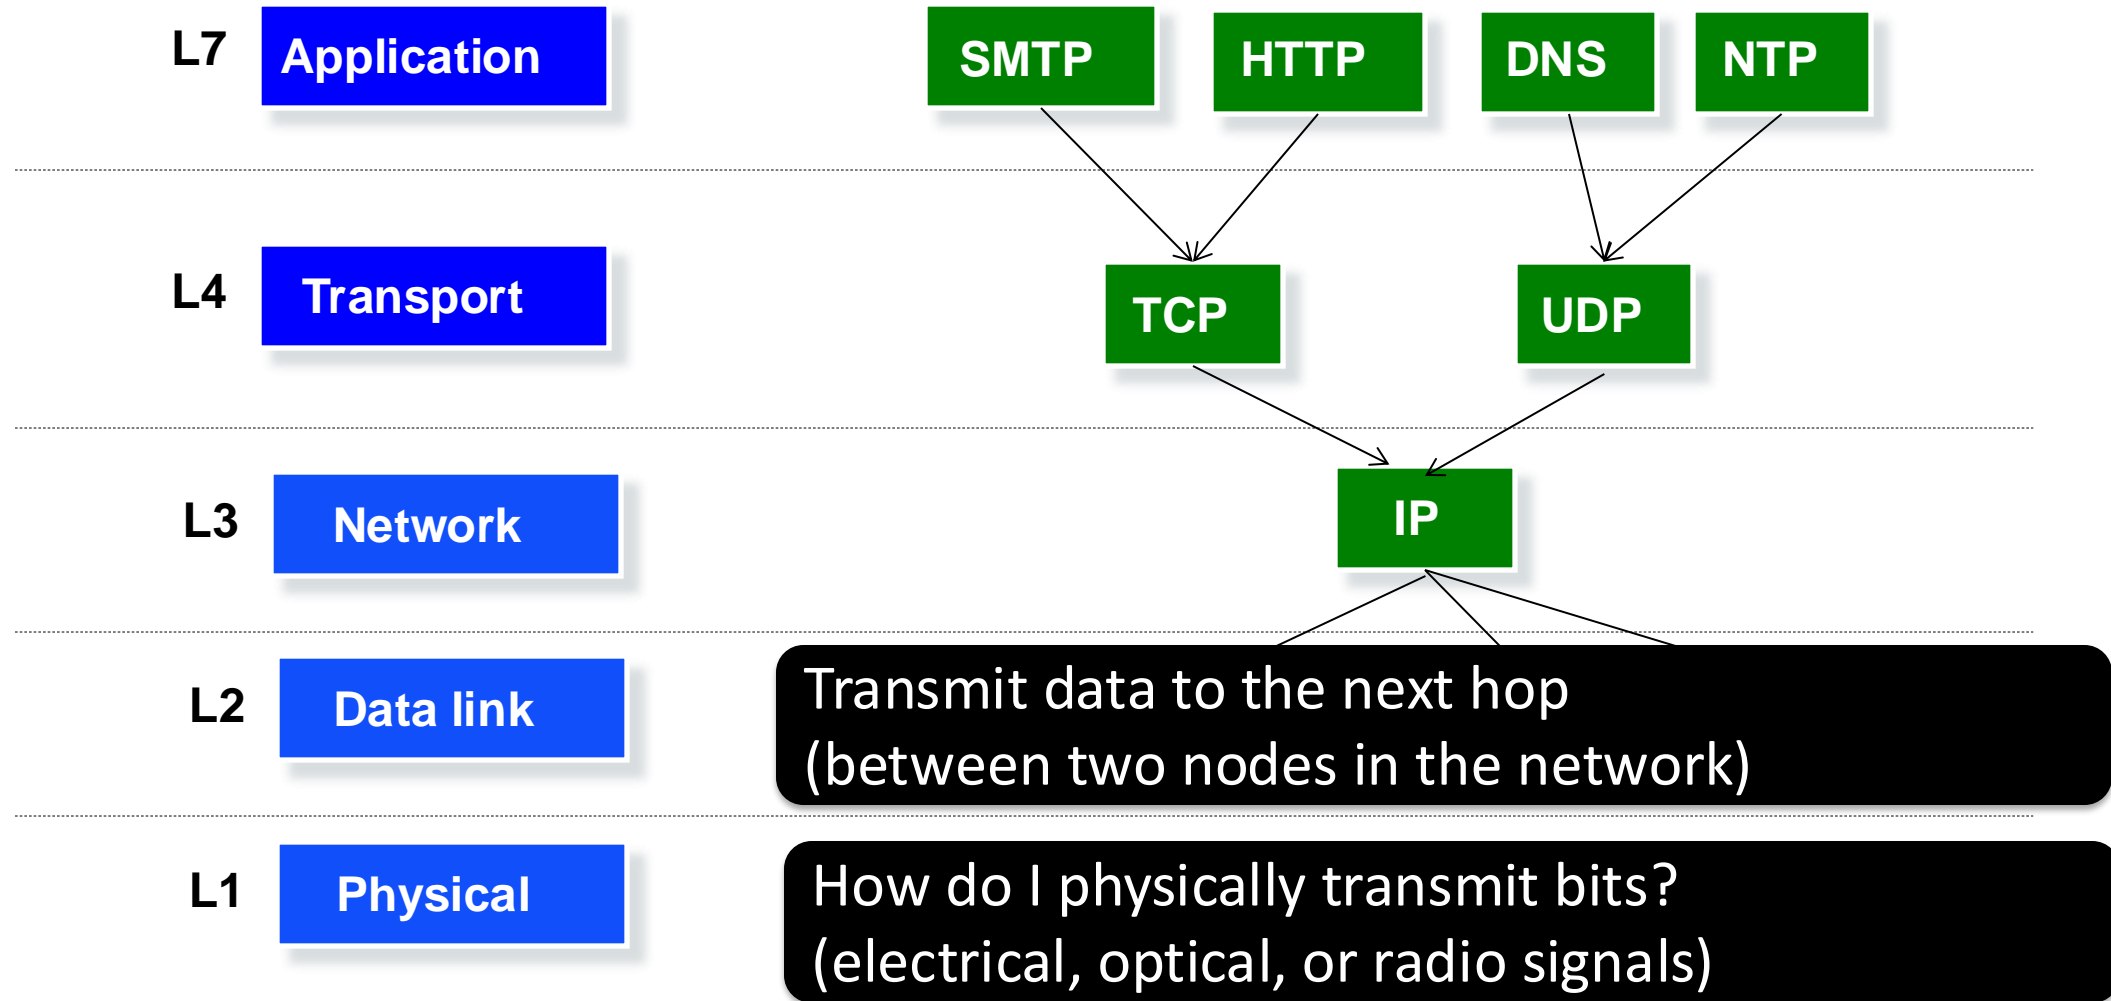 L7 Application SMTP HTTP DNS NTP
L4 Transport TCP UDP
L3 Network IP
L2 Data link
Transmit data to the next hop
(between two nodes in the network)
L1 Physical
How do I physically transmit bits?
(electrical, optical, or radio signals)